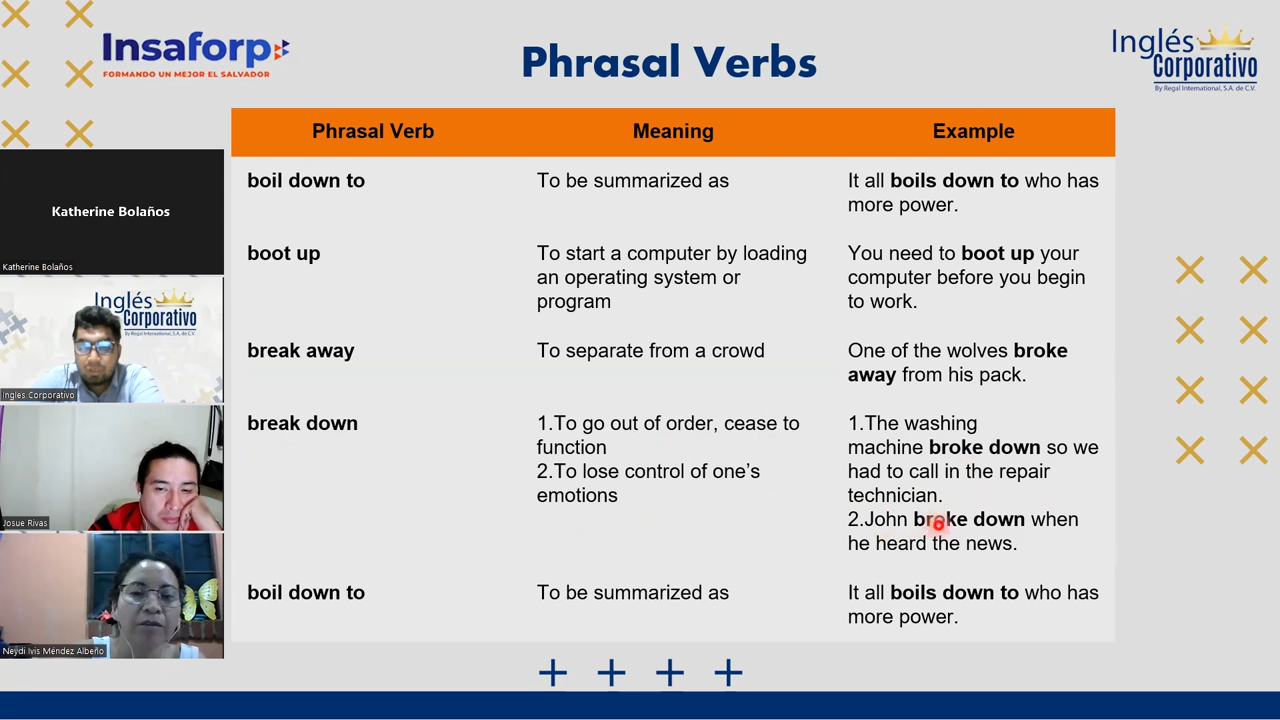 Insaforp
FORMANDO UN MEJOR EL SALVADOR
Phrasal Verbs
Inglés
Corporativo
By Regal International, S.A. de C.V.
Phrasal Verb Meaning Example
boil down to To be summarized as It all boils down to who has
more power.
boot up To start a computer by loading You need to boot up your
an operating system or computer before you begin
program to work.
break away To separate from a crowd One of the wolves broke
away from his pack.
break down 1.To go out of order, cease to 1.The washing
function machine broke down so we
2.To lose control of one’s had to call in the repair
emotions technician.
2.John broke down when
he heard the news.
boil down to To be summarized as It all boils down to who has
more power.
Katherine Bolaños
Katherine Bolaños
Inglés
Corporativo
By Regal International, S.A. de C.V.
Ingles Corporativo
Josue Rivas
Neydi Ivis Méndez Albeño